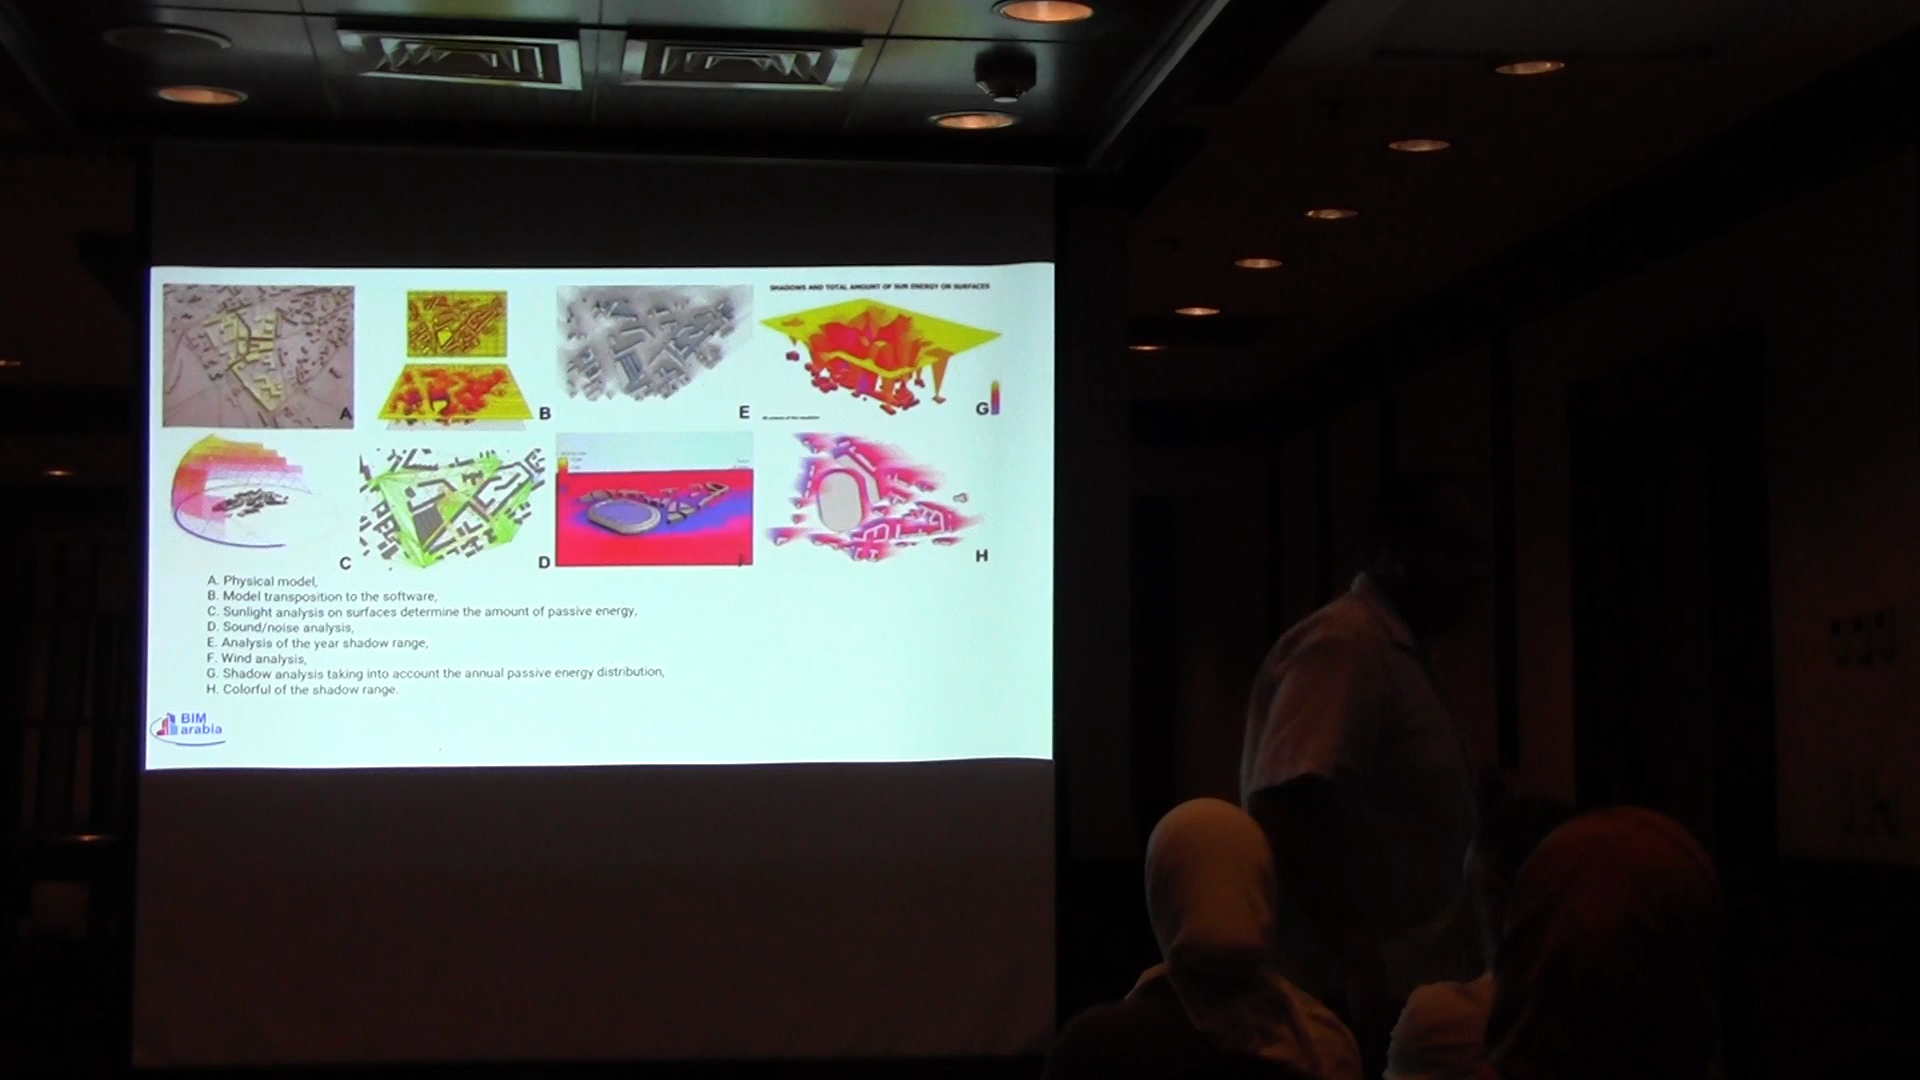 SHADOWS AND TOTAL AMOUNT OF SUN ENERGY ON SURFACES
A
B
E
G
C
D
F
H
A. Physical model,
B. Model transposition to the software,
C. Sunlight analysis on surfaces determine the amount of passive energy,
D. Sound/noise analysis,
E. Analysis of the year shadow range,
F. Wind analysis,
G. Shadow analysis taking into account the annual passive energy distribution,
H. Colorful of the shadow range.
BIM
arabia